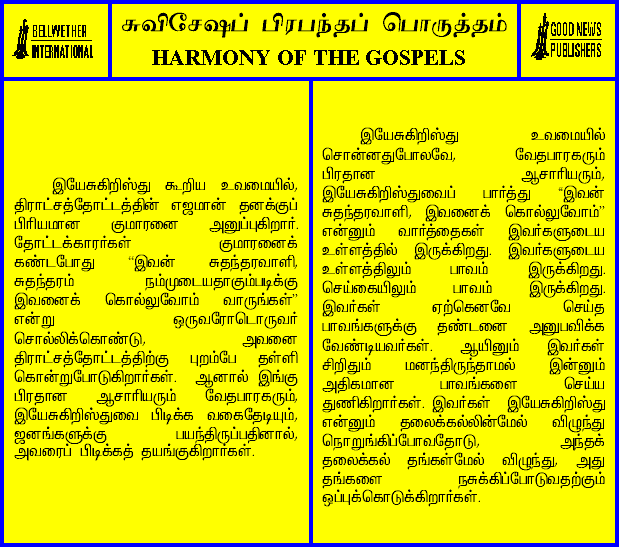 BELLWETHER
INTERNATIONAL
சுவிசேஷப் பிரபந்தப் பொருத்தம்
HARMONY OF THE GOSPELS
GOOD NEWS
PUBLISHERS
இயேசுகிறிஸ்து கூறிய உவமையில்,
திராட்சத்தோட்டத்தின் எஜமான் தனக்குப்
பிரியமான குமாரனை அனுப்புகிறார்.
தோட்டக்காரர்கள் குமாரனைக்
கண்டபோது “இவன் சுதந்தரவாளி,
சுதந்தரம் நம்முடையதாகும்படிக்கு
இவனைக் கொல்லுவோம் வாருங்கள்”
என்று ஒருவரோடொருவர்
சொல்லிக்கொண்டு, அவனை
திராட்சத்தோட்டத்திற்கு புறம்பே தள்ளி
கொன்றுபோடுகிறார்கள். ஆனால் இங்கு
பிரதான ஆசாரியரும் வேதபாரகரும்,
இயேசுகிறிஸ்துவை பிடிக்க வகைதேடியும்,
ஜனங்களுக்கு பயந்திருப்பதினால்,
அவரைப் பிடிக்கத் தயங்குகிறார்கள்.
இயேசுகிறிஸ்து உவமையில்
சொன்னதுபோலவே, வேதபாரகரும்
பிரதான ஆசாரியரும்,
இயேசுகிறிஸ்துவைப் பார்த்து “இவன்
சுதந்தரவாளி, இவனைக் கொல்லுவோம்”
என்னும் வார்த்தைகள் இவர்களுடைய
உள்ளத்தில் இருக்கிறது. இவர்களுடைய
உள்ளத்திலும் பாவம் இருக்கிறது.
செய்கையிலும் பாவம் இருக்கிறது.
இவர்கள் ஏற்கெனவே செய்த
பாவங்களுக்கு தண்டனை அனுபவிக்க
வேண்டியவர்கள். ஆயினும் இவர்கள்
சிறிதும் மனந்திருந்தாமல் இன்னும்
அதிகமான பாவங்களை செய்ய
துணிகிறார்கள். இவர்கள் இயேசுகிறிஸ்து
என்னும் தலைக்கல்லின்மேல் விழுந்து
நொறுங்கிப்போவதோடு, அந்தக்
தலைக்கல் தங்கள்மேல் விழுந்து, அது
தங்களை நசுக்கிப்போடுவதற்கும்
ஒப்புக்கொடுக்கிறார்கள்.